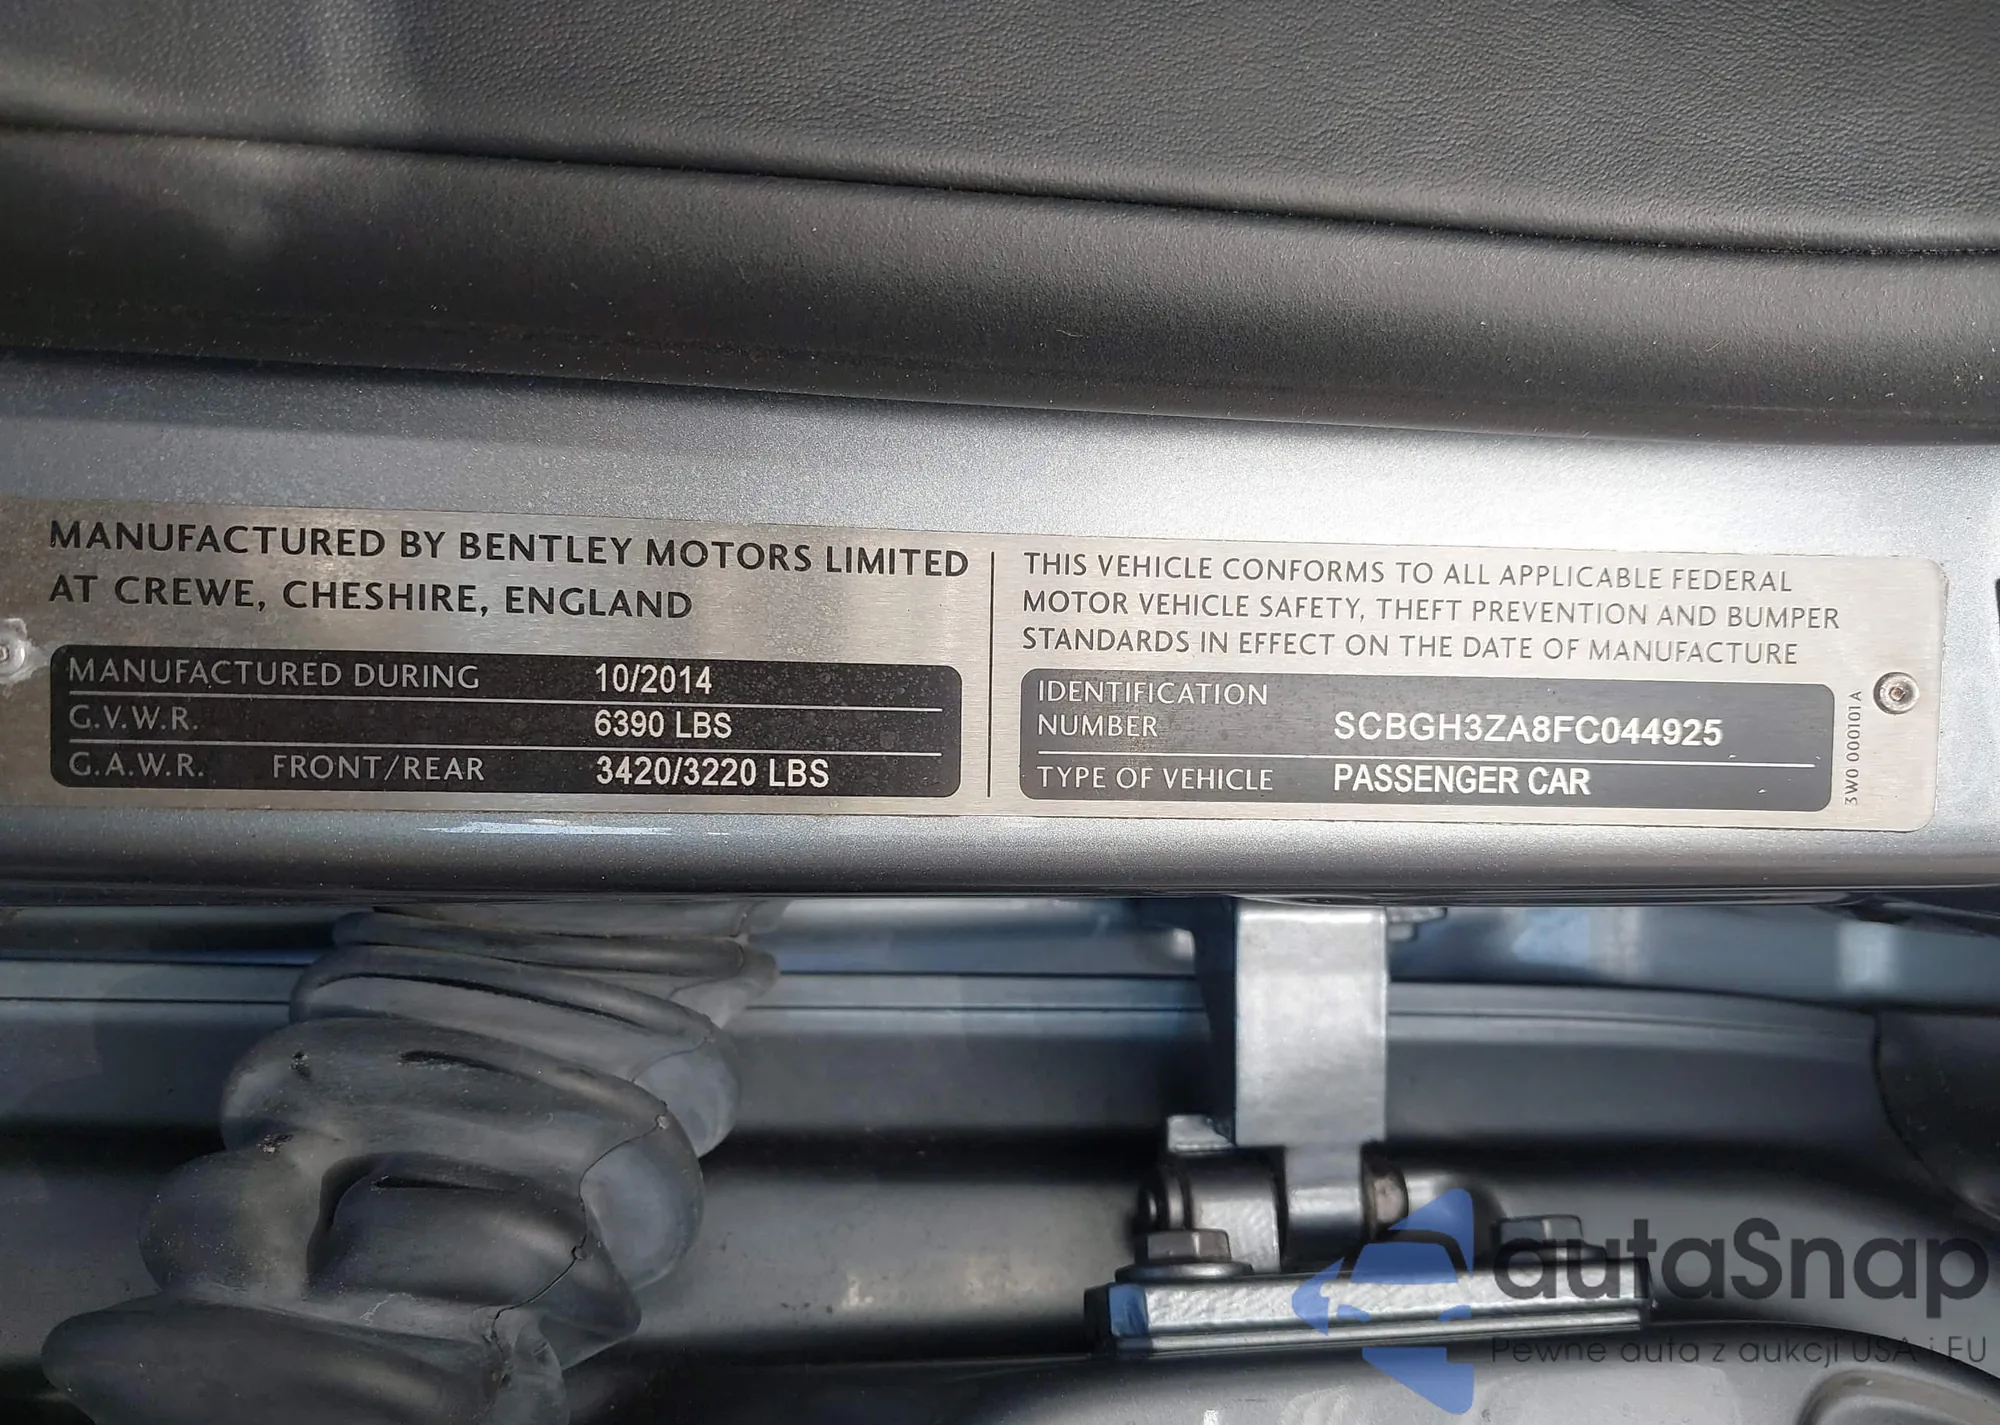 MANUFACTURED BY BENTLEY MOTORS LIMITED
AT CREWE, CHESHIRE, ENGLAND
MANUFACTURED DURING 10/2014
G.V.W.R. 6390 LBS
G.A.W.R. FRONT/REAR 3420/3220 LBS
THIS VEHICLE CONFORMS TO ALL APPLICABLE FEDERAL
MOTOR VEHICLE SAFETY, THEFT PREVENTION AND BUMPER
STANDARDS IN EFFECT ON THE DATE OF MANUFACTURE
IDENTIFICATION
NUMBER SCBGH3ZA8FC044925
TYPE OF VEHICLE PASSENGER CAR
3W0 000101A
autaSnap
Pewne auta z aukcji USA i EU